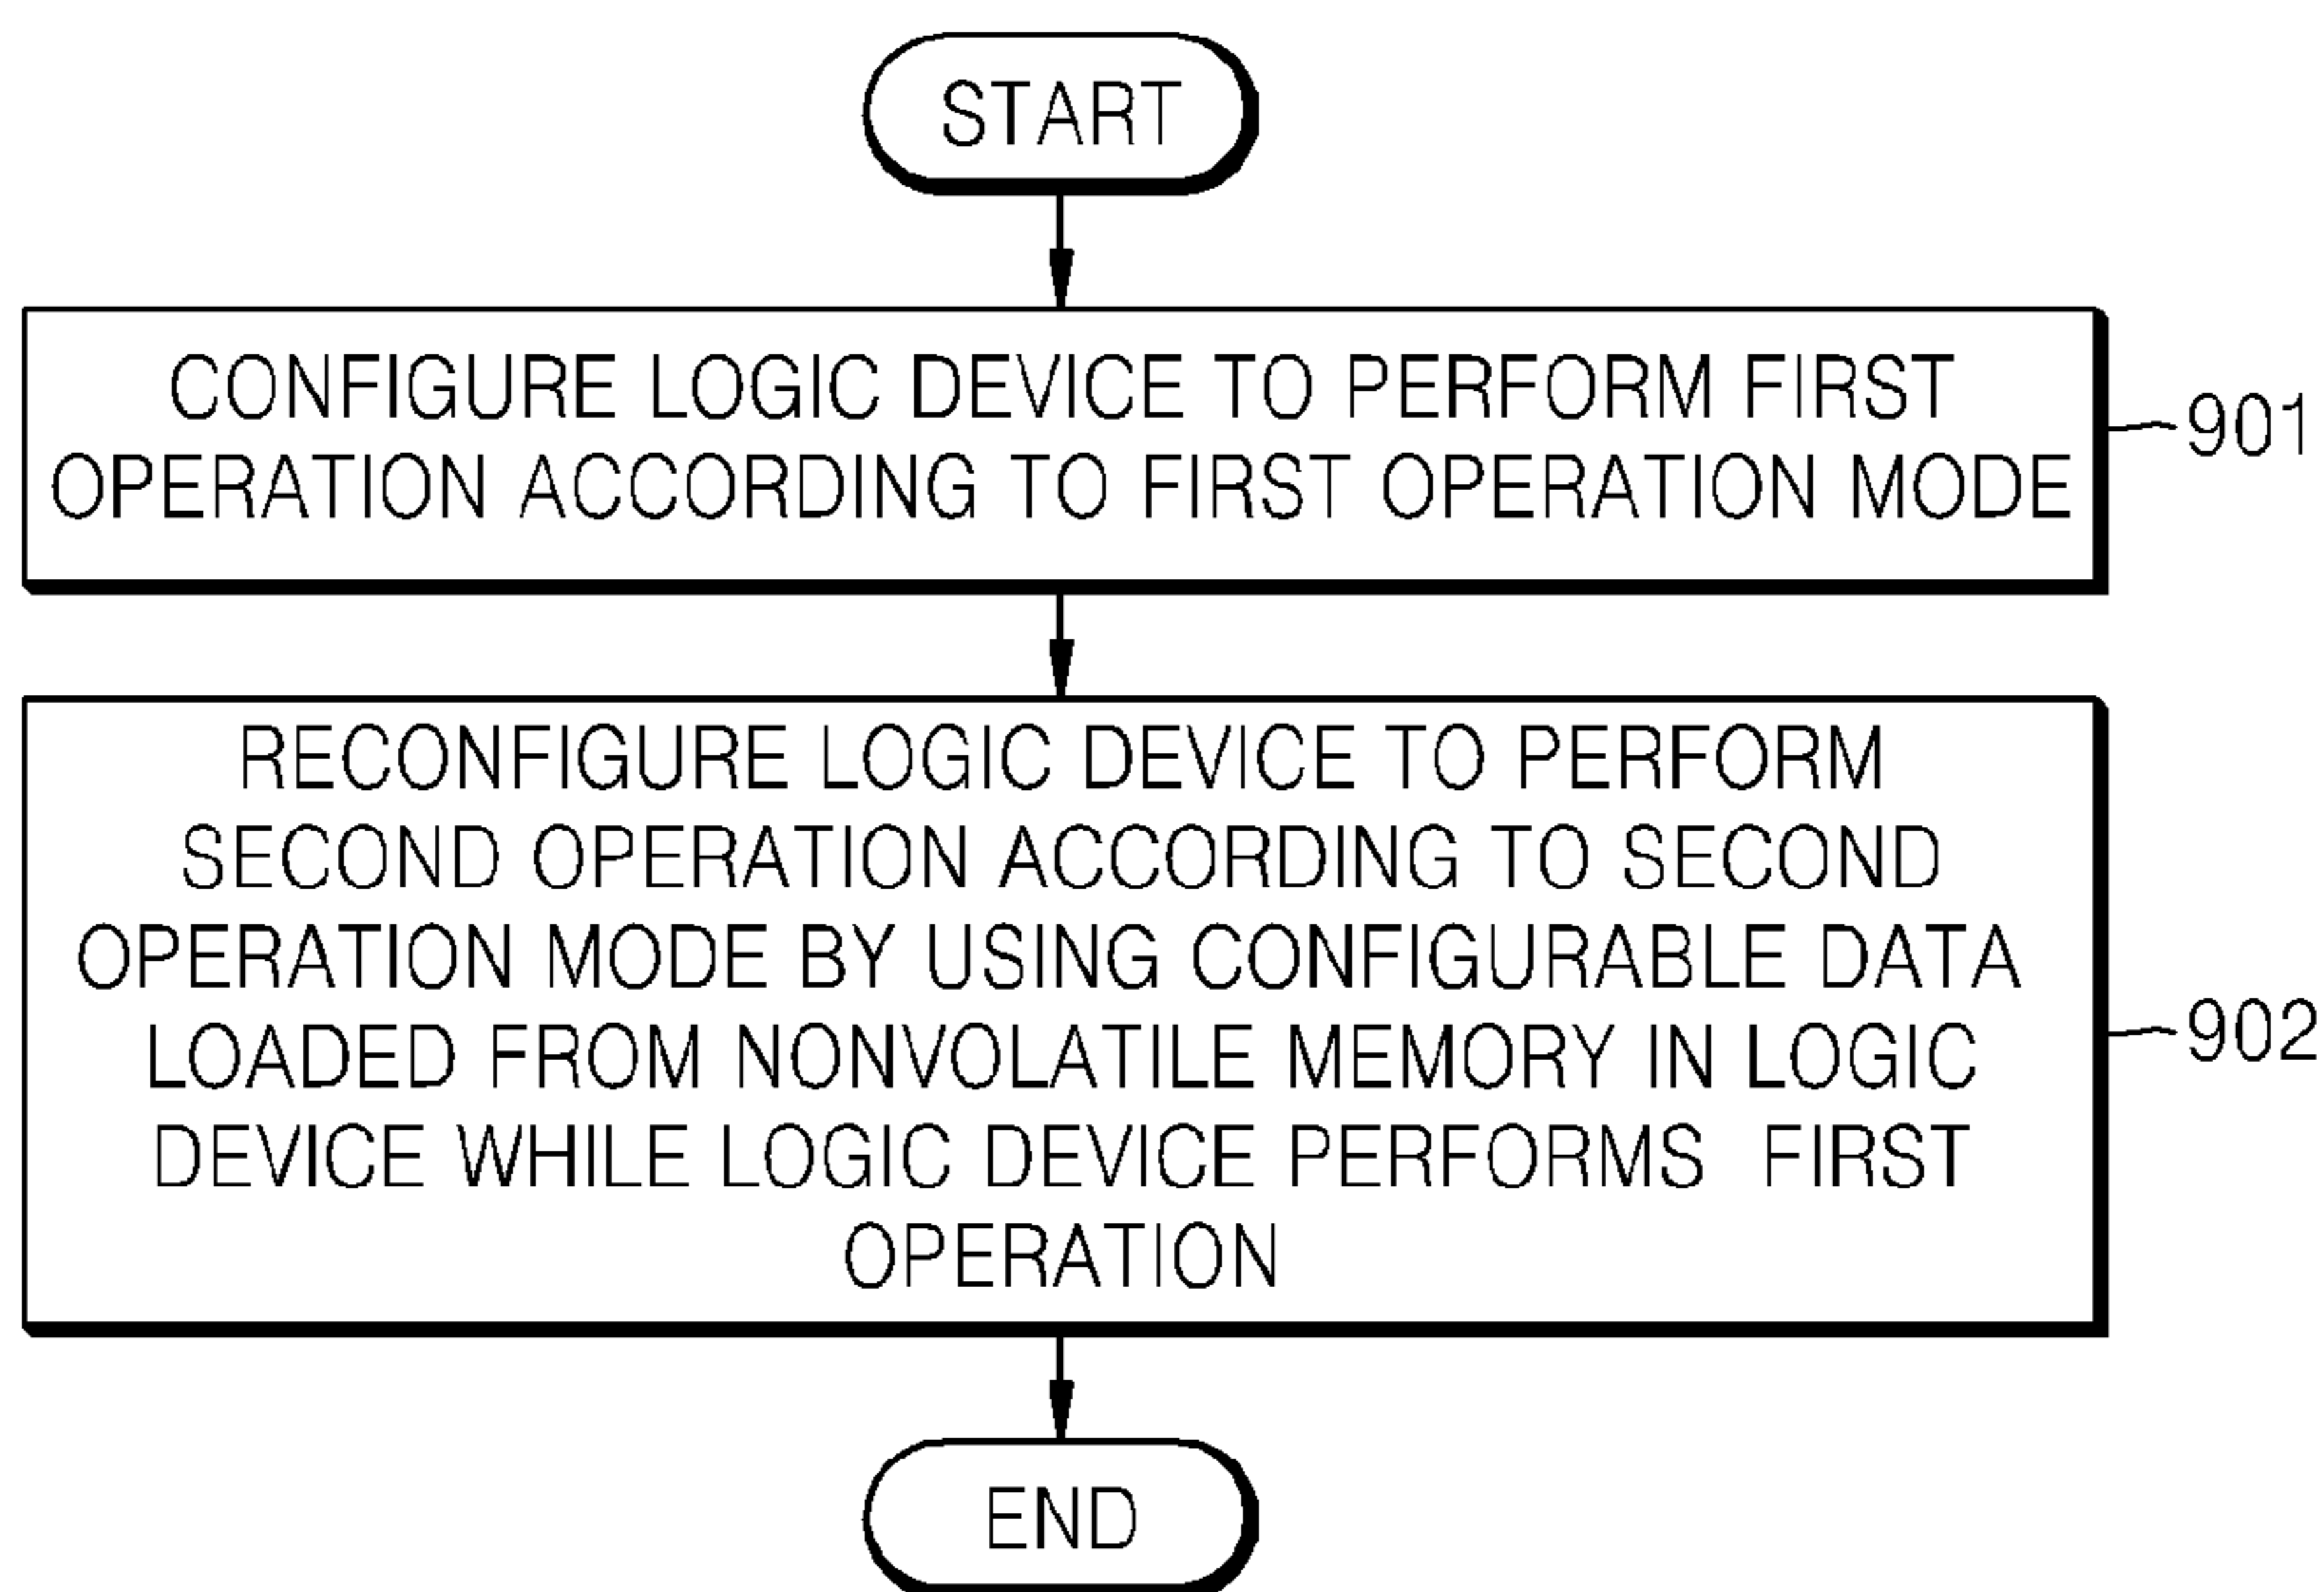 START
CONFIGURE LOGIC DEVICE TO PERFORM FIRST
OPERATION ACCORDING TO FIRST OPERATION MODE
901
RECONFIGURE LOGIC DEVICE TO PERFORM
SECOND OPERATION ACCORDING TO SECOND
OPERATION MODE BY USING CONFIGURABLE DATA
LOADED FROM NONVOLATILE MEMORY IN LOGIC
DEVICE WHILE LOGIC DEVICE PERFORMS FIRST
OPERATION
902
END